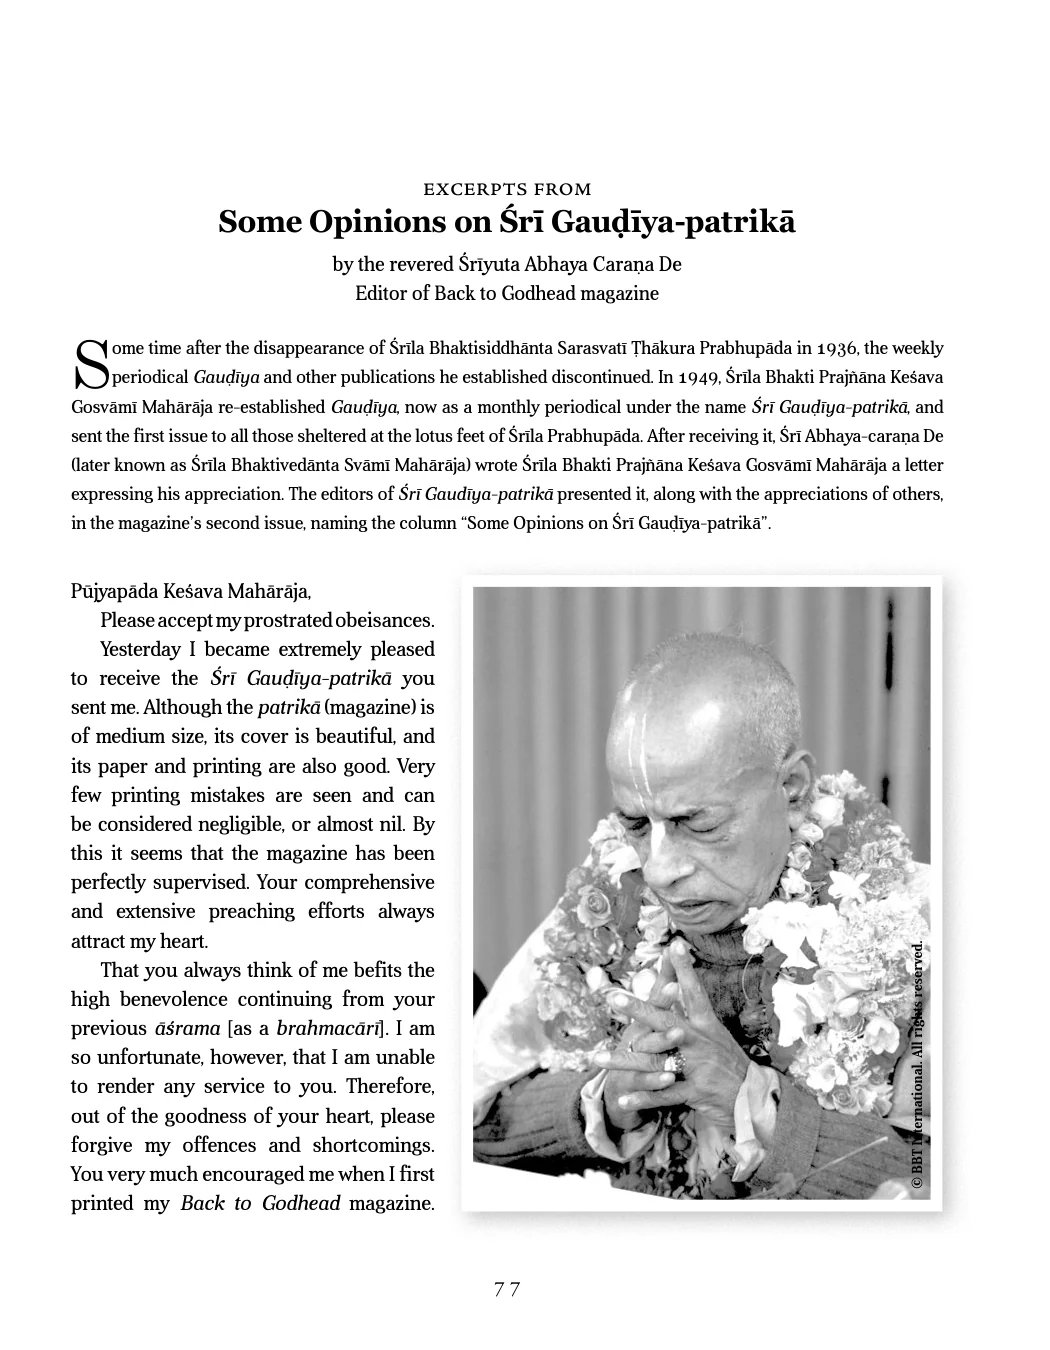 EXCERPTS FROM
Some Opinions on Śrī Gauḍīya-patrikā
by the revered Śrīyuta Abhaya Caraṇa De
Editor of Back to Godhead magazine
Some time after the disappearance of Śrīla Bhaktisiddhānta Sarasvatī Ṭhākura Prabhupāda in 1936, the weekly
periodical Gauḍīya and other publications he established discontinued. In 1949, Śrīla Bhakti Prajñāna Keśava
Gosvāmī Mahārāja re-established Gauḍīya, now as a monthly periodical under the name Śrī Gauḍīya-patrikā, and
sent the first issue to all those sheltered at the lotus feet of Śrīla Prabhupāda. After receiving it, Śrī Abhaya-caraṇa De
(later known as Śrīla Bhaktivedānta Svāmī Mahārāja) wrote Śrīla Bhakti Prajñāna Keśava Gosvāmī Mahārāja a letter
expressing his appreciation. The editors of Śrī Gaudīya-patrikā presented it, along with the appreciations of others,
in the magazine’s second issue, naming the column “Some Opinions on Śrī Gauḍīya-patrikā”.
Pūjyapāda Keśava Mahārāja,
Please accept my prostrated obeisances.
Yesterday I became extremely pleased
to receive the Śrī Gauḍīya-patrikā you
sent me. Although the patrikā (magazine) is
of medium size, its cover is beautiful, and
its paper and printing are also good. Very
few printing mistakes are seen and can
be considered negligible, or almost nil. By
this it seems that the magazine has been
perfectly supervised. Your comprehensive
and extensive preaching efforts always
attract my heart.
That you always think of me befits the
high benevolence continuing from your
previous āśrama [as a brahmacārī]. I am
so unfortunate, however, that I am unable
to render any service to you. Therefore,
out of the goodness of your heart, please
forgive my offences and shortcomings.
You very much encouraged me when I first
printed my Back to Godhead magazine.
© BBT International. All rights reserved.
77